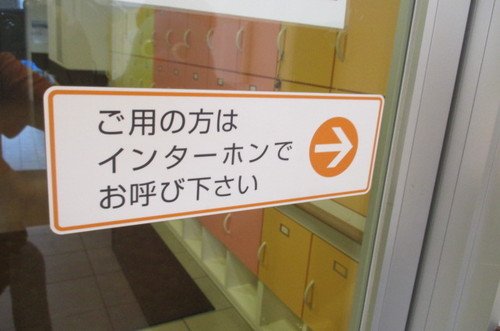 ご用の方は
インターホンで
お呼び下さい